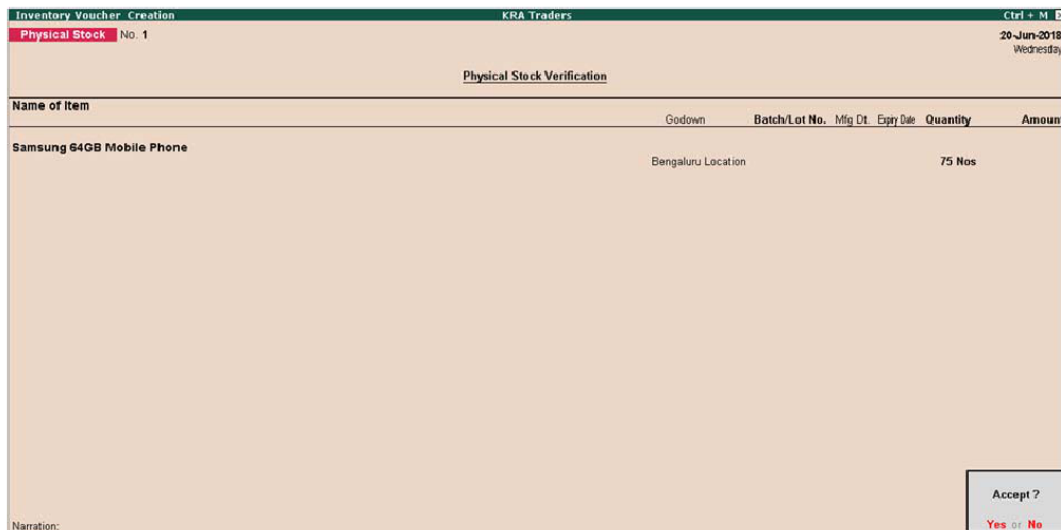 Inventory Voucher Creation KRA Traders Ctrl + M
Physical Stock No. 1 20-Jun-2018
Wednesday
Physical Stock Verification
Name of Item
Godown Batch/Lot No. Mfg Dt. Expiry Date Quantity Amount
Samsung 64GB Mobile Phone
Bengaluru Location 75 Nos
Accept ?
Yes or No
Narration: